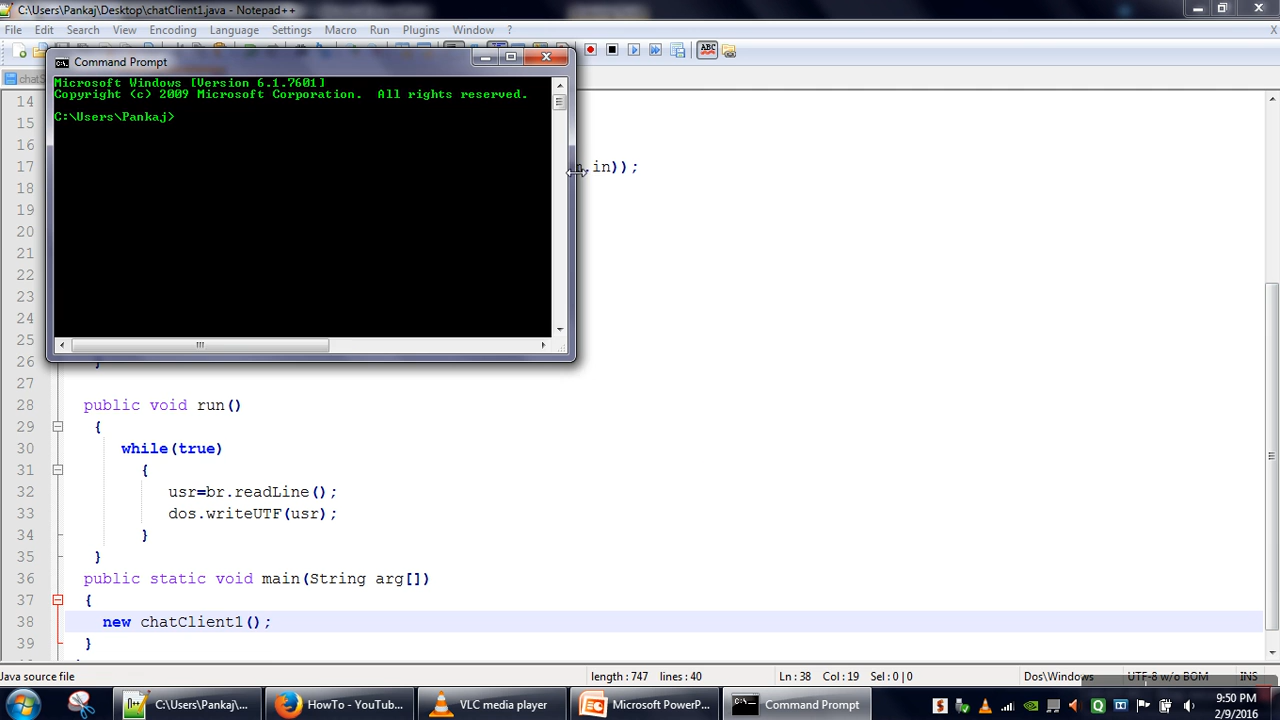 C:\Users\Pankaj\Desktop\chatClient1.java - Notepad++
File Edit Search View Encoding Language Settings Macro Run Plugins Window ? X
ABC
Command Prompt
Microsoft Windows [Version 6.1.7601]
Copyright (c) 2009 Microsoft Corporation. All rights reserved.
C:\Users\Pankaj>
14
15
16
17 in));
18
19
20
21
22
23
24
25
26 }
27
28 public void run()
29 {
30 while(true)
31 {
32 usr=br.readLine();
33 dos.writeUTF(usr);
34 }
35 }
36 public static void main(String arg[])
37 {
38 new chatClient1();
39 }
Java source file length : 747 lines : 40 Ln : 38 Col : 19 Sel : 0 | 0 Dos\Windows UTF-8 w/o BOM INS
C:\Users\Pankaj\... HowTo - YouTub... VLC media player Microsoft PowerP... Command Prompt 9:50 PM
2/9/2016